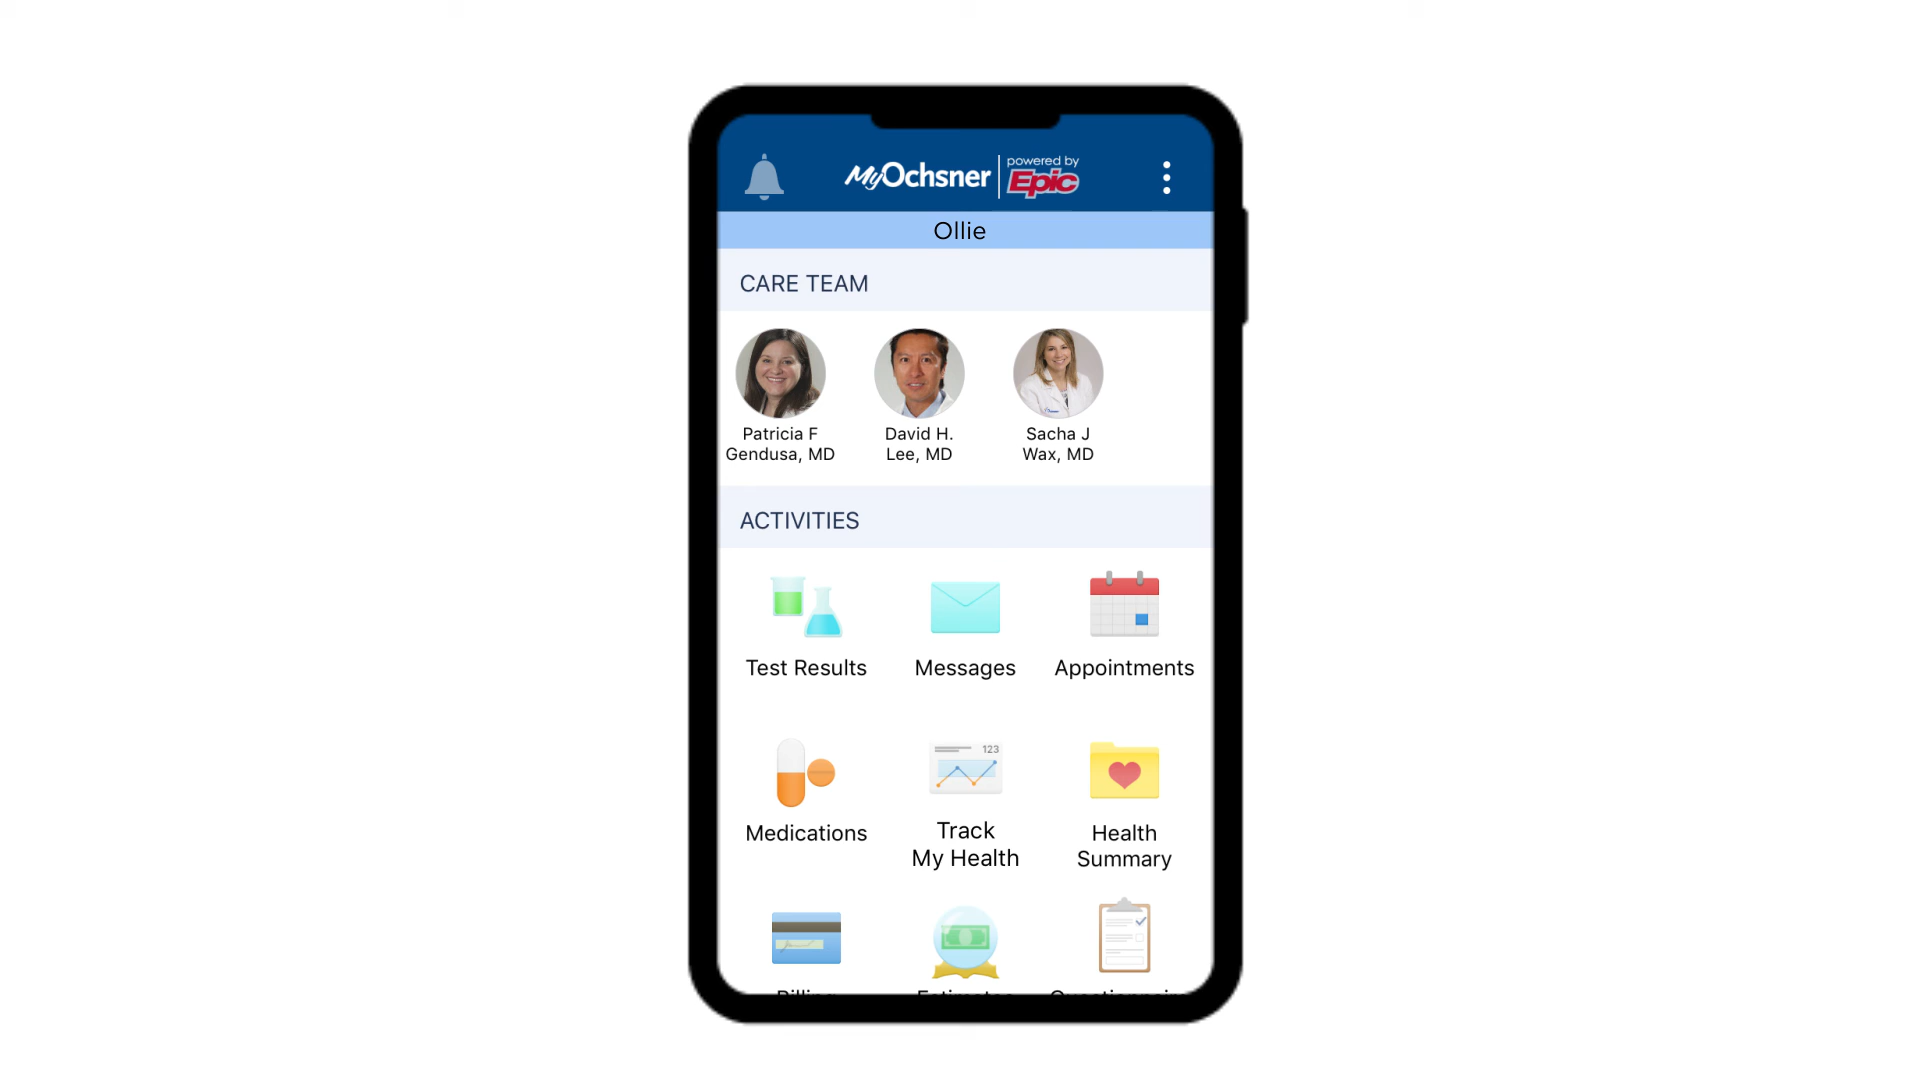 MyOchsner powered by Epic
Ollie
CARE TEAM
Patricia F
Gendusa, MD
David H.
Lee, MD
Sacha J
Wax, MD
ACTIVITIES
Test Results
Messages
Appointments
123
Medications
Track
My Health
Health
Summary